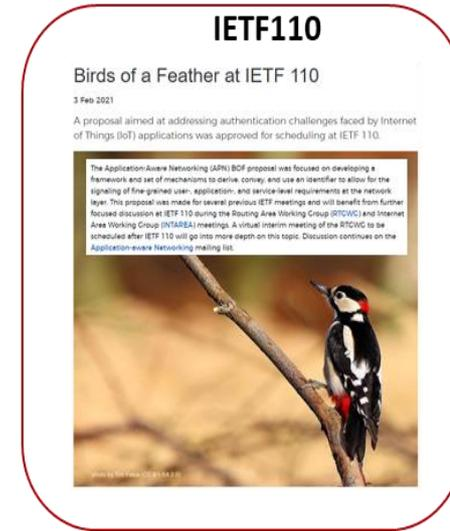 IETF110
Birds of a Feather at IETF 110
3 Feb 2021
A proposal aimed at addressing authentication challenges faced by Internet
of Things (IoT) applications was approved for scheduling at IETF 110.
The Application-Aware Networking (APN) BOF proposal was focused on developing a
framework and set of mechanisms to derive, convey, and use an identifier to allow for the
signaling of fine-grained user-, application-, and service-level requirements at the network
layer. This proposal was made for several previous IETF meetings and will benefit from further
focused discussion at IETF 110 during the Routing Area Working Group (RTGWG) and Internet
Area Working Group (INTAREA) meetings. A virtual interim meeting of the RTGWG to be
scheduled after IETF 110 will go into more depth on this topic. Discussion continues on the
Application-aware Networking mailing list.